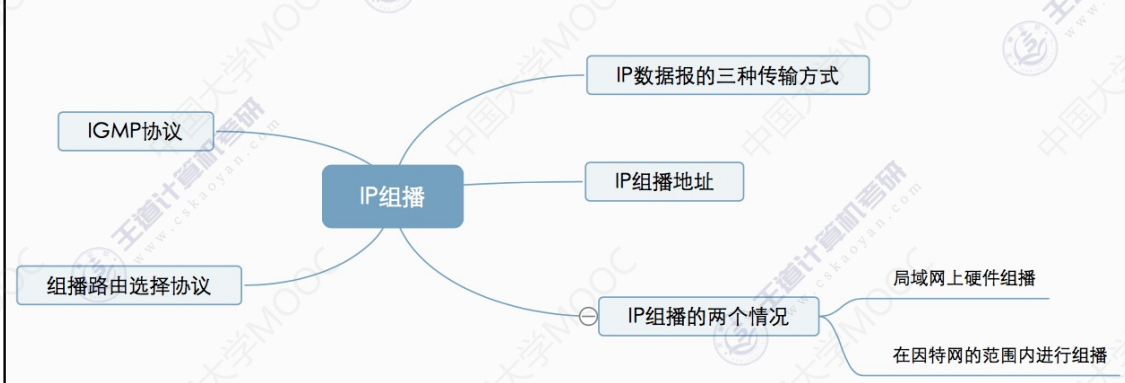 IP数据报的三种传输方式
IGMP协议
IP组播
IP组播地址
组播路由选择协议
IP组播的两个情况
局域网上硬件组播
在因特网的范围内进行组播
中国大学MOOC
王道计算机考研
www.cskaoyan.com